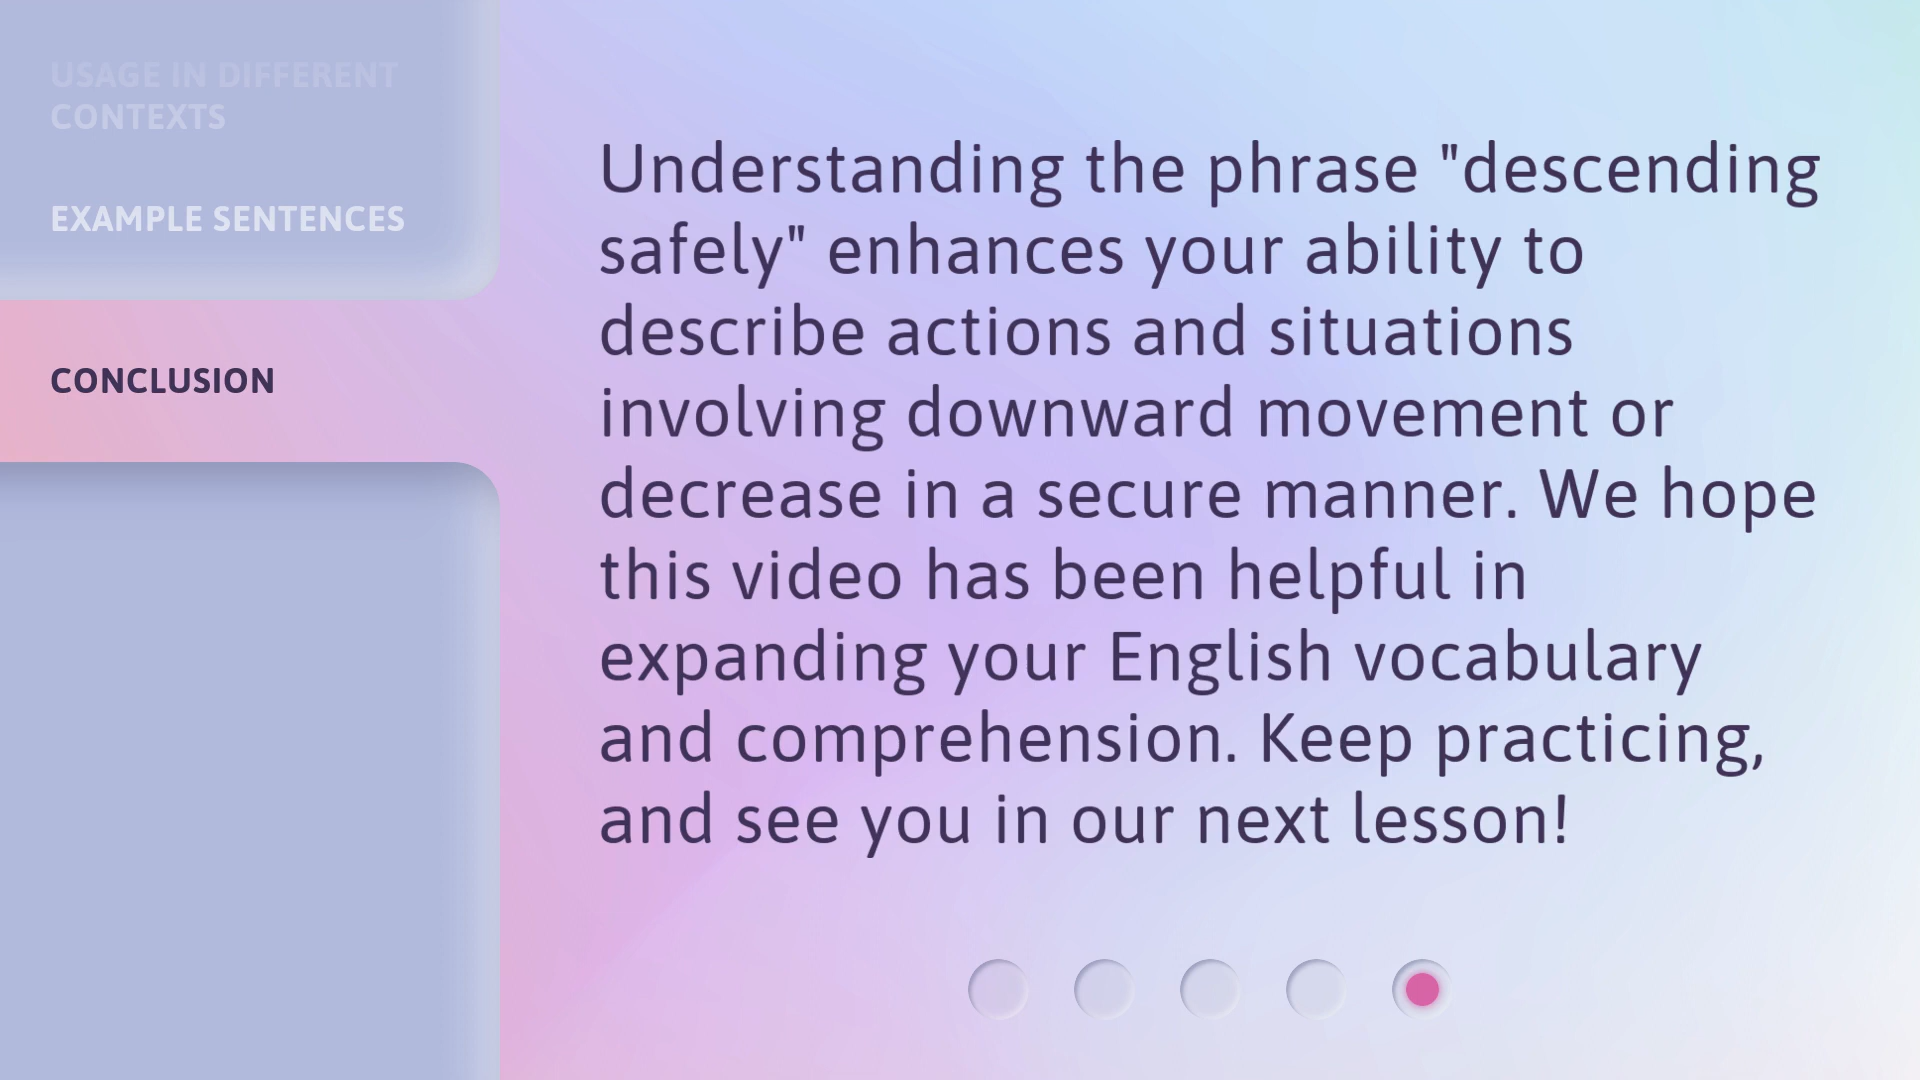 USAGE IN DIFFERENT
CONTEXTS
EXAMPLE SENTENCES
CONCLUSION
Understanding the phrase "descending
safely" enhances your ability to
describe actions and situations
involving downward movement or
decrease in a secure manner. We hope
this video has been helpful in
expanding your English vocabulary
and comprehension. Keep practicing,
and see you in our next lesson!